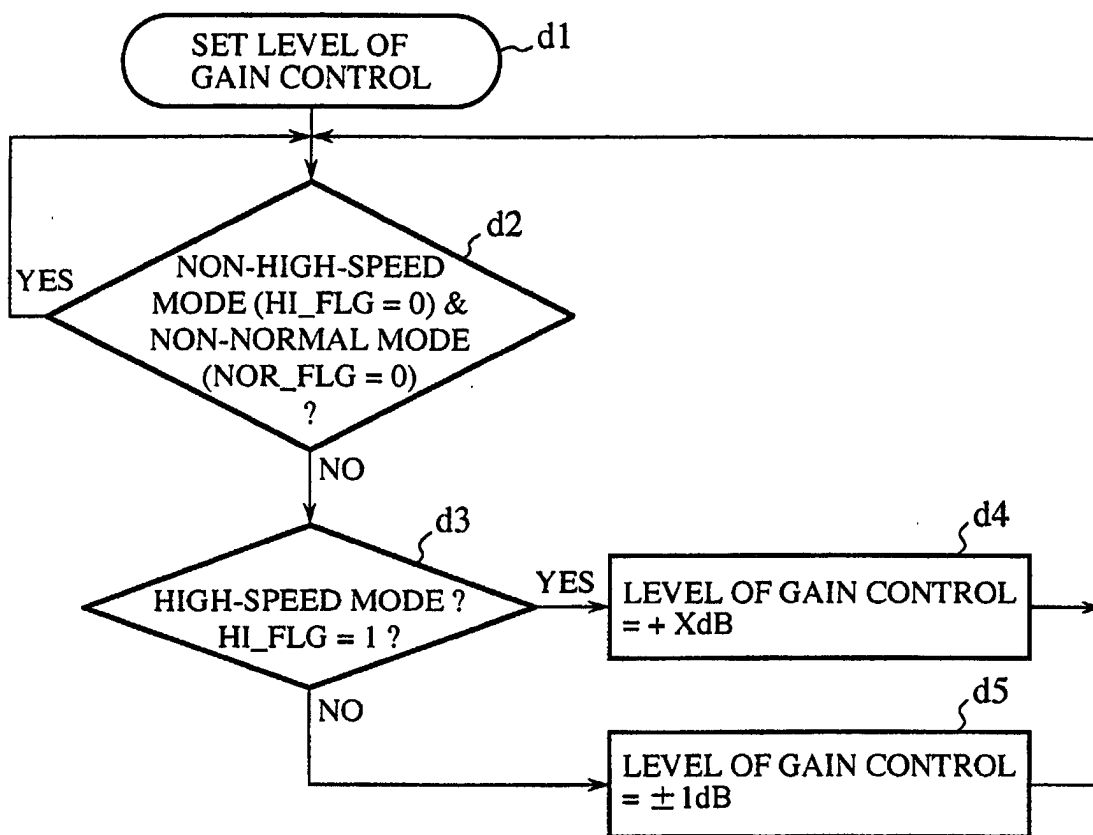 SET LEVEL OF
GAIN CONTROL
d1
d2
YES
NON-HIGH-SPEED
MODE (HI_FLG = 0) &
NON-NORMAL MODE
(NOR_FLG = 0)
?
NO
d3
d4
HIGH-SPEED MODE ?
HI_FLG = 1 ?
YES
LEVEL OF GAIN CONTROL
= + XdB
NO
d5
LEVEL OF GAIN CONTROL
= ± 1dB